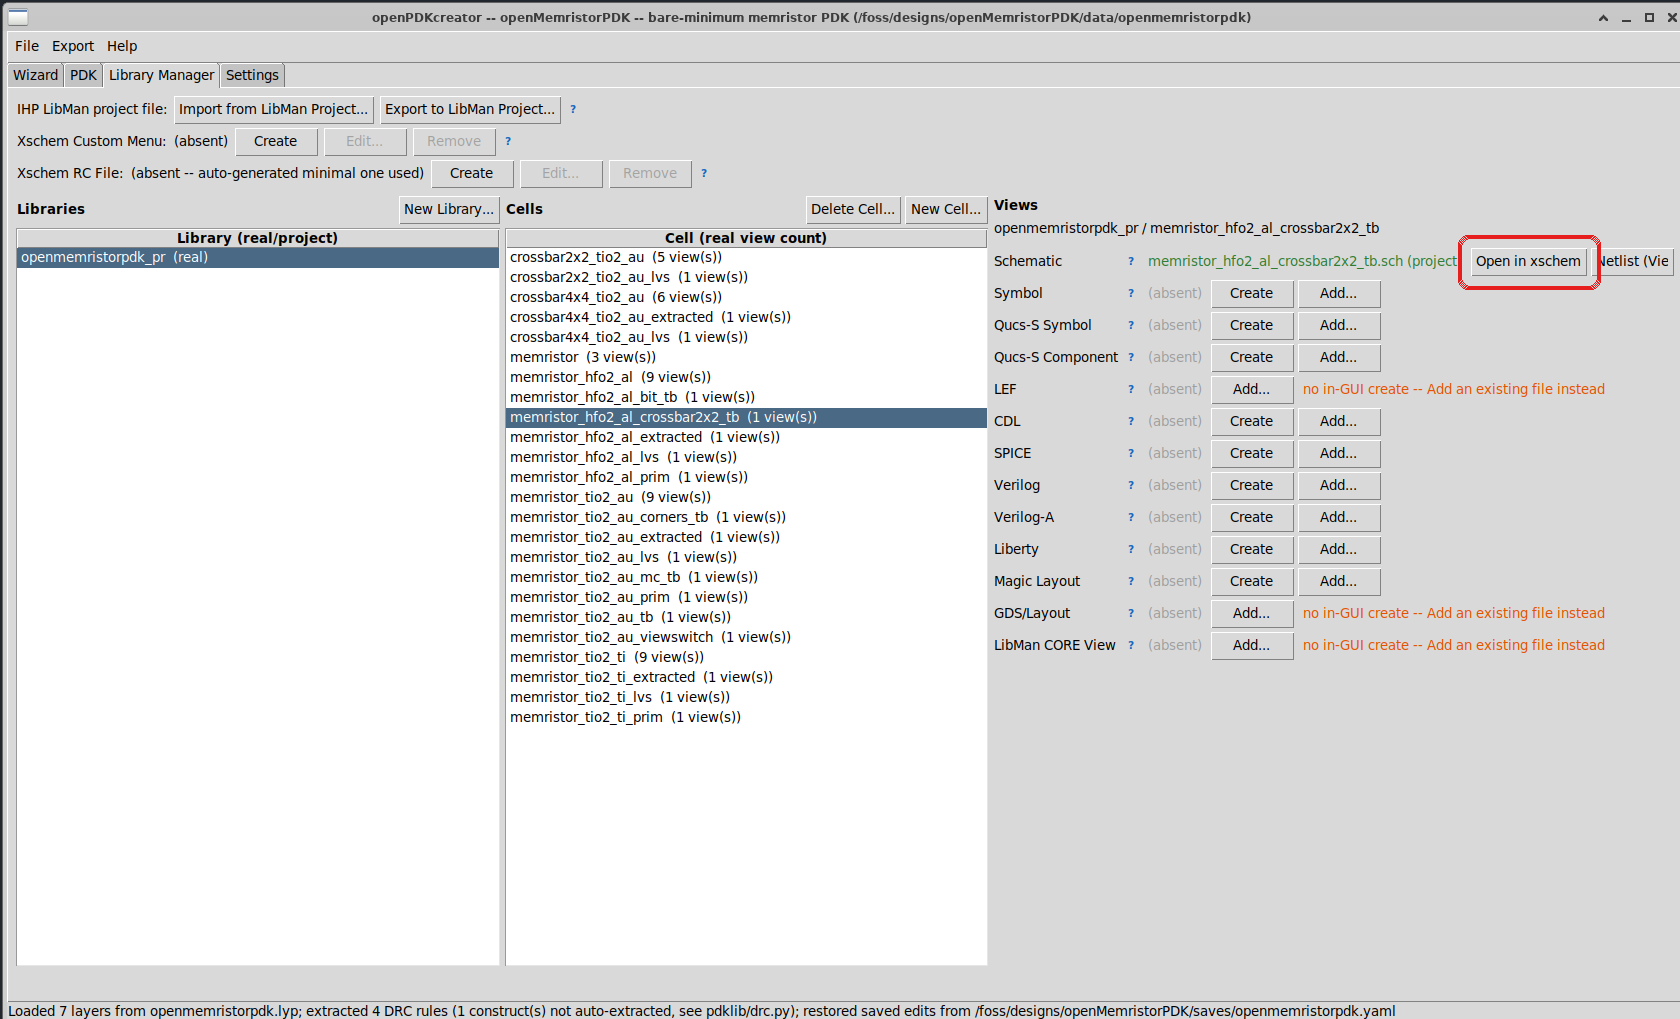 openPDKcreator -- openMemristorPDK -- bare-minimum memristor PDK (/foss/designs/openMemristorPDK/data/openmemristorpdk)
File Export Help
Wizard PDK Library Manager Settings
IHP LibMan project file: Import from LibMan Project... Export to LibMan Project... ?
Xschem Custom Menu: (absent) Create Edit... Remove ?
Xschem RC File: (absent -- auto-generated minimal one used) Create Edit... Remove ?
Libraries New Library...
Library (real/project)
openmemristorpdk_pr (real)
Cells Delete Cell... New Cell...
Cell (real view count)
crossbar2x2_tio2_au (5 view(s))
crossbar2x2_tio2_au_lvs (1 view(s))
crossbar4x4_tio2_au (6 view(s))
crossbar4x4_tio2_au_extracted (1 view(s))
crossbar4x4_tio2_au_lvs (1 view(s))
memristor (3 view(s))
memristor_hfo2_al (9 view(s))
memristor_hfo2_al_bit_tb (1 view(s))
memristor_hfo2_al_crossbar2x2_tb (1 view(s))
memristor_hfo2_al_extracted (1 view(s))
memristor_hfo2_al_lvs (1 view(s))
memristor_hfo2_al_prim (1 view(s))
memristor_tio2_au (9 view(s))
memristor_tio2_au_corners_tb (1 view(s))
memristor_tio2_au_extracted (1 view(s))
memristor_tio2_au_lvs (1 view(s))
memristor_tio2_au_mc_tb (1 view(s))
memristor_tio2_au_prim (1 view(s))
memristor_tio2_au_tb (1 view(s))
memristor_tio2_au_viewswitch (1 view(s))
memristor_tio2_ti (9 view(s))
memristor_tio2_ti_extracted (1 view(s))
memristor_tio2_ti_lvs (1 view(s))
memristor_tio2_ti_prim (1 view(s))
Views
openmemristorpdk_pr / memristor_hfo2_al_crossbar2x2_tb
Schematic ? memristor_hfo2_al_crossbar2x2_tb.sch (project Open in xschem Netlist (Vie
Symbol ? (absent) Create Add...
Qucs-S Symbol ? (absent) Create Add...
Qucs-S Component ? (absent) Create Add...
LEF ? (absent) Add... no in-GUI create -- Add an existing file instead
CDL ? (absent) Create Add...
SPICE ? (absent) Create Add...
Verilog ? (absent) Create Add...
Verilog-A ? (absent) Create Add...
Liberty ? (absent) Create Add...
Magic Layout ? (absent) Create Add...
GDS/Layout ? (absent) Add... no in-GUI create -- Add an existing file instead
LibMan CORE View ? (absent) Add... no in-GUI create -- Add an existing file instead
Loaded 7 layers from openmemristorpdk.lyp; extracted 4 DRC rules (1 construct(s) not auto-extracted, see pdklib/drc.py); restored saved edits from /foss/designs/openMemristorPDK/saves/openmemristorpdk.yaml